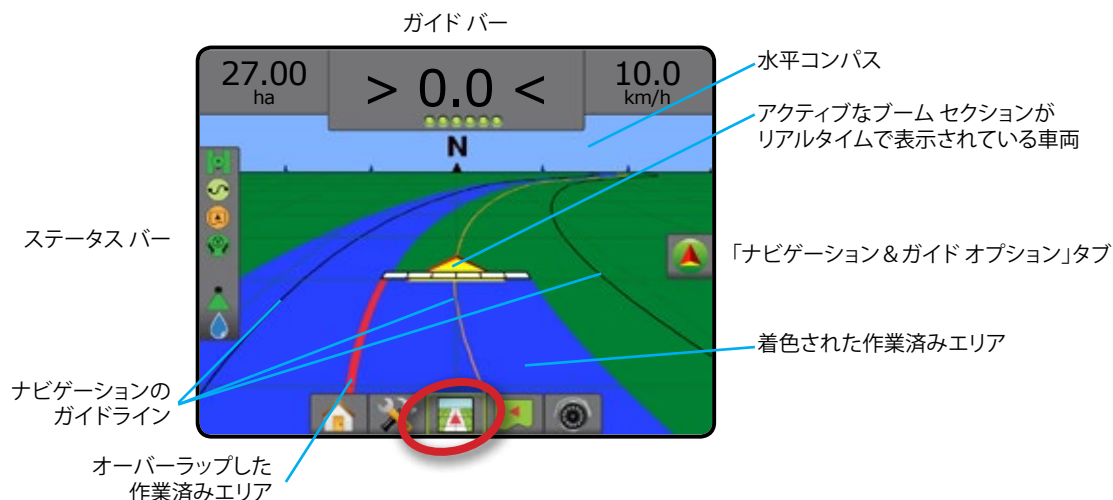 ガイド バー
27.00
ha
> 0.0 <
10.0
km/h
N
水平コンパス
アクティブなブーム セクションが
リアルタイムで表示されている車両
ステータス バー
「ナビゲーション＆ガイド オプション」タブ
着色された作業済みエリア
ナビゲーションの
ガイドライン
オーバーラップした
作業済みエリア